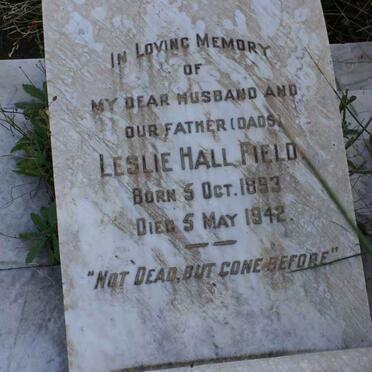 IN LOVING MEMORY
OF
MY DEAR HUSBAND AND
OUR FATHER (DADS)
LESLIE HALL FIELD
BORN 5 OCT. 1893
DIED 5 MAY 1942
"NOT DEAD, BUT GONE BEFORE"